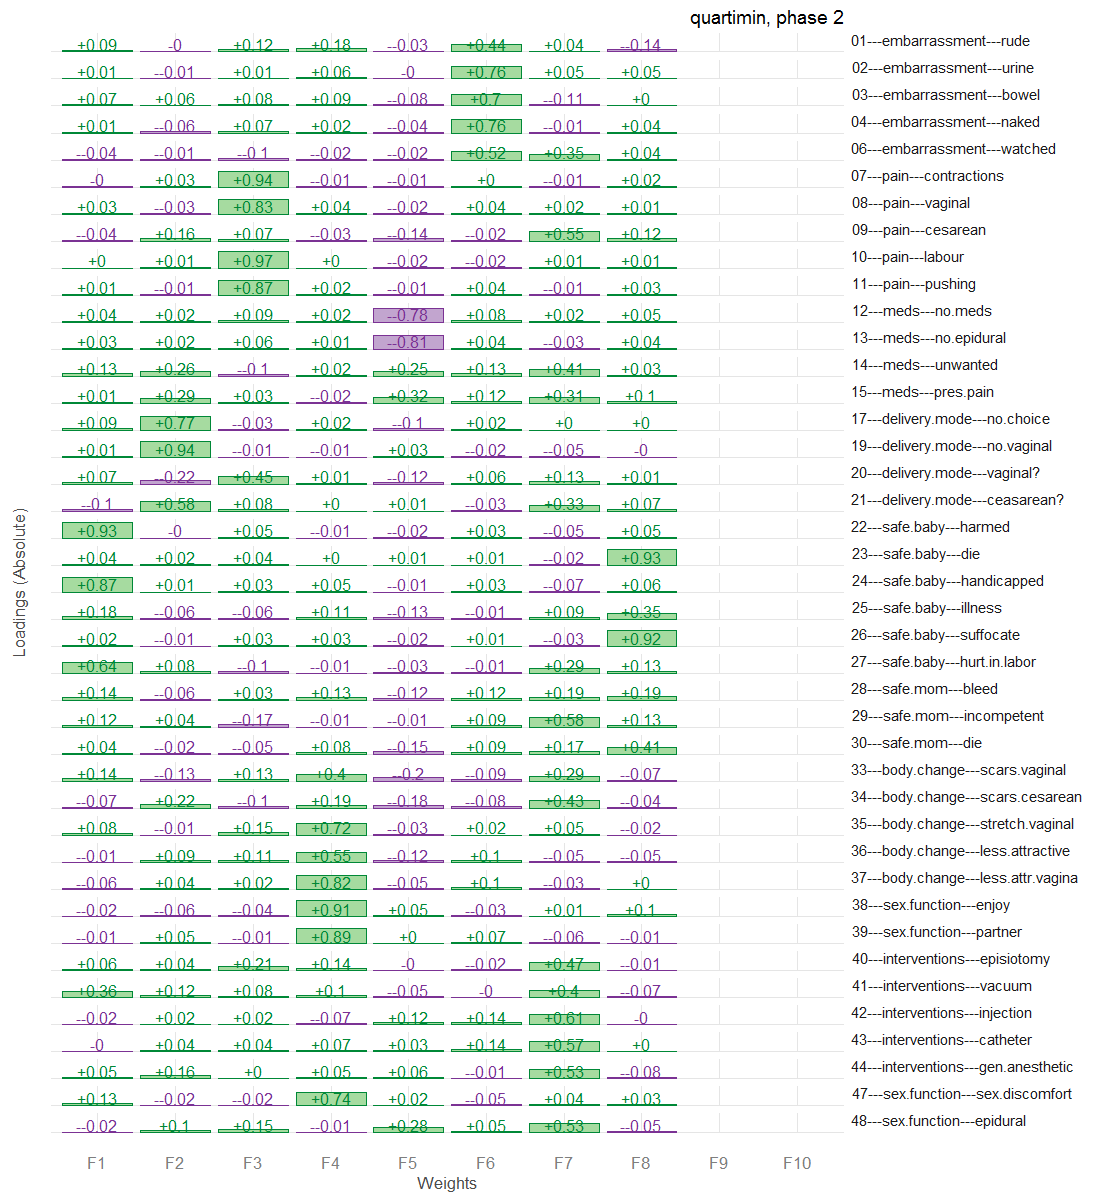 quartimin, phase 2
+0.09 -0 +0.12 +0.18 --0.03 +0.44 +0.04 --0.14 01---embarrassment---rude
+0.01 --0.01 +0.01 +0.06 -0 +0.76 +0.05 +0.05 02---embarrassment---urine
+0.07 +0.06 +0.08 +0.09 --0.08 +0.7 --0.11 +0 03---embarrassment---bowel
+0.01 --0.06 +0.07 +0.02 --0.04 +0.76 --0.01 +0.04 04---embarrassment---naked
--0.04 --0.01 --0.1 --0.02 --0.02 +0.52 +0.35 +0.04 06---embarrassment---watched
-0 +0.03 +0.94 --0.01 --0.01 +0 --0.01 +0.02 07---pain---contractions
+0.03 --0.03 +0.83 +0.04 --0.02 +0.04 +0.02 +0.01 08---pain---vaginal
--0.04 +0.16 +0.07 --0.03 --0.14 --0.02 +0.55 +0.12 09---pain---cesarean
+0 +0.01 +0.97 +0 --0.02 --0.02 +0.01 +0.01 10---pain---labour
+0.01 --0.01 +0.87 +0.02 --0.01 +0.04 --0.01 +0.03 11---pain---pushing
+0.04 +0.02 +0.09 +0.02 --0.78 +0.08 +0.02 +0.05 12---meds---no.meds
+0.03 +0.02 +0.06 +0.01 --0.81 +0.04 --0.03 +0.04 13---meds---no.epidural
+0.13 +0.26 --0.1 +0.02 +0.25 +0.13 +0.41 +0.03 14---meds---unwanted
+0.01 +0.29 +0.03 --0.02 +0.32 +0.12 +0.31 +0.1 15---meds---pres.pain
+0.09 +0.77 --0.03 +0.02 --0.1 +0.02 +0 +0 17---delivery.mode---no.choice
+0.01 +0.94 --0.01 --0.01 +0.03 --0.02 --0.05 -0 19---delivery.mode---no.vaginal
+0.07 --0.22 +0.45 +0.01 --0.12 +0.06 +0.13 +0.01 20---delivery.mode---vaginal?
--0.1 +0.58 +0.08 +0 +0.01 --0.03 +0.33 +0.07 21---delivery.mode---ceasarean?
+0.93 -0 +0.05 --0.01 --0.02 +0.03 --0.05 +0.05 22---safe.baby---harmed
+0.04 +0.02 +0.04 +0 +0.01 +0.01 --0.02 +0.93 23---safe.baby---die
+0.87 +0.01 +0.03 +0.05 --0.01 +0.03 --0.07 +0.06 24---safe.baby---handicapped
+0.18 --0.06 --0.06 +0.11 --0.13 --0.01 +0.09 +0.35 25---safe.baby---illness
+0.02 --0.01 +0.03 +0.03 --0.02 +0.01 --0.03 +0.92 26---safe.baby---suffocate
+0.64 +0.08 --0.1 --0.01 --0.03 --0.01 +0.29 +0.13 27---safe.baby---hurt.in.labor
+0.14 --0.06 +0.03 +0.13 --0.12 +0.12 +0.19 +0.19 28---safe.mom---bleed
+0.12 +0.04 --0.17 --0.01 --0.01 +0.09 +0.58 +0.13 29---safe.mom---incompetent
+0.04 --0.02 --0.05 +0.08 --0.15 +0.09 +0.17 +0.41 30---safe.mom---die
+0.14 --0.13 +0.13 +0.4 --0.2 --0.09 +0.29 --0.07 33---body.change---scars.vaginal
--0.07 +0.22 --0.1 +0.19 --0.18 --0.08 +0.43 --0.04 34---body.change---scars.cesarean
+0.08 --0.01 +0.15 +0.72 --0.03 +0.02 +0.05 --0.02 35---body.change---stretch.vaginal
--0.01 +0.09 +0.11 +0.55 --0.12 +0.1 --0.05 --0.05 36---body.change---less.attractive
--0.06 +0.04 +0.02 +0.82 --0.05 +0.1 --0.03 +0 37---body.change---less.attr.vagina
--0.02 --0.06 --0.04 +0.91 +0.05 --0.03 +0.01 +0.1 38---sex.function---enjoy
--0.01 +0.05 --0.01 +0.89 +0 +0.07 --0.06 --0.01 39---sex.function---partner
+0.06 +0.04 +0.21 +0.14 -0 --0.02 +0.47 --0.01 40---interventions---episiotomy
+0.36 +0.12 +0.08 +0.1 --0.05 -0 +0.4 --0.07 41---interventions---vacuum
--0.02 +0.02 +0.02 --0.07 +0.12 +0.14 +0.61 -0 42---interventions---injection
-0 +0.04 +0.04 +0.07 +0.03 +0.14 +0.57 +0 43---interventions---catheter
+0.05 +0.16 +0 +0.05 +0.06 --0.01 +0.53 --0.08 44---interventions---gen.anesthetic
+0.13 --0.02 --0.02 +0.74 +0.02 --0.05 +0.04 +0.03 47---sex.function---sex.discomfort
--0.02 +0.1 +0.15 --0.01 +0.28 +0.05 +0.53 --0.05 48---sex.function---epidural
Loadings (Absolute)
F1 F2 F3 F4 F5 F6 F7 F8 F9 F10
Weights